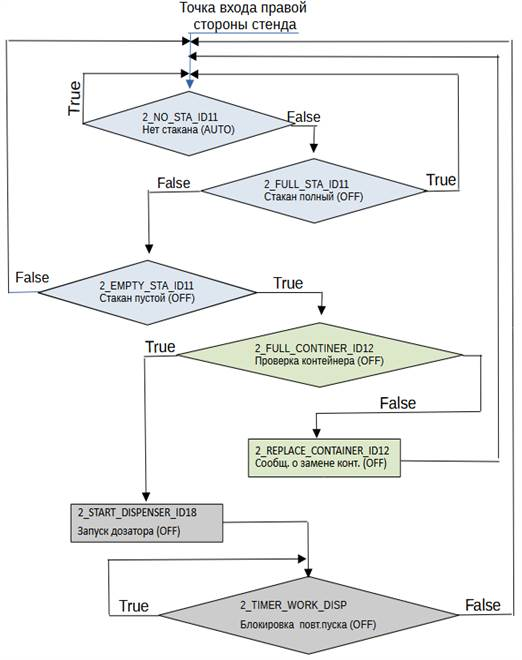 Точка входа правой
стороны стенда
True
2_NO_STA_ID11
Нет стакана (AUTO)
False
2_FULL_STA_ID11
Стакан полный (OFF)
True
False
2_EMPTY_STA_ID11
Стакан пустой (OFF)
False
True
2_FULL_CONTINER_ID12
Проверка контейнера (OFF)
True
False
2_REPLACE_CONTAINER_ID12
Сообщ. о замене конт. (OFF)
2_START_DISPENSER_ID18
Запуск дозатора (OFF)
2_TIMER_WORK_DISP
Блокировка повт.пуска (OFF)
True
False